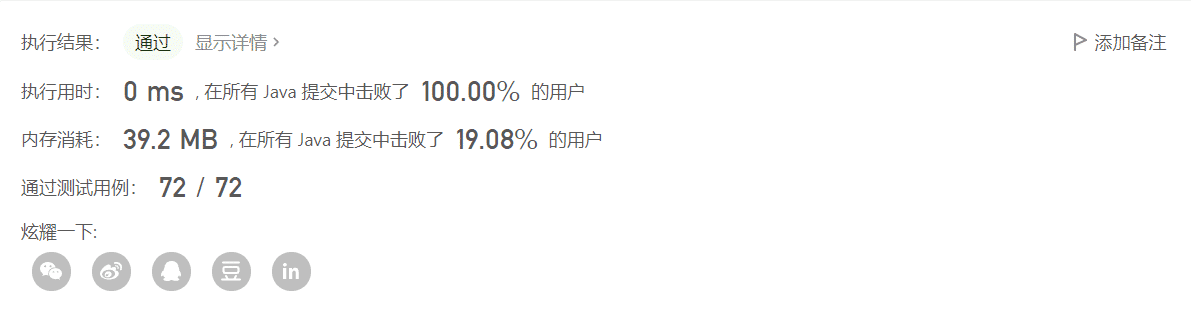 执行结果： 通过 显示详情 › 添加备注
执行用时： 0 ms , 在所有 Java 提交中击败了 100.00% 的用户
内存消耗： 39.2 MB , 在所有 Java 提交中击败了 19.08% 的用户
通过测试用例： 72 / 72
炫耀一下:
豆 in